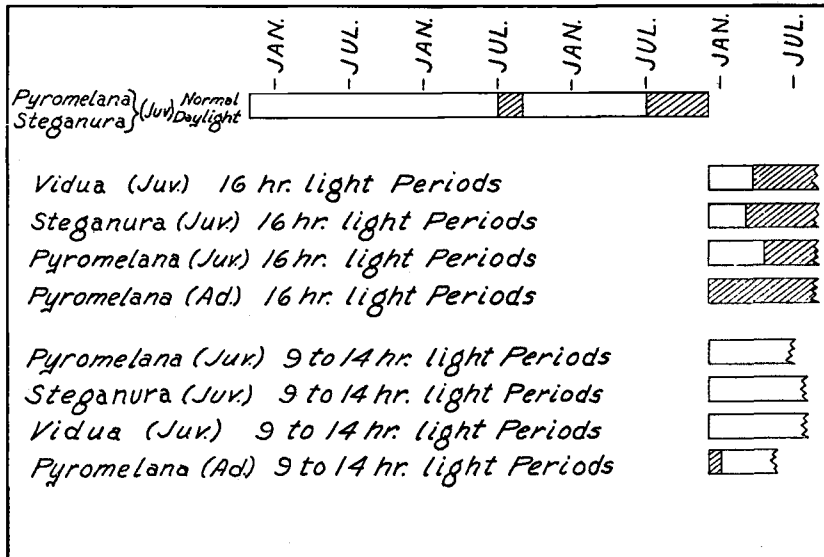 JAN. JUL. JAN. JUL. JAN. JUL. JAN. JUL.
Pyromelana
Steganura } (Juv) Normal Daylight
Vidua (Juv.) 16 hr. light Periods
Steganura (Juv.) 16 hr. light Periods
Pyromelana (Juv.) 16 hr. light Periods
Pyromelana (Ad.) 16 hr. light Periods
Pyromelana (Juv.) 9 to 14 hr. light Periods
Steganura (Juv.) 9 to 14 hr. light Periods
Vidua (Juv.) 9 to 14 hr. light Periods
Pyromelana (Ad.) 9 to 14 hr. light Periods